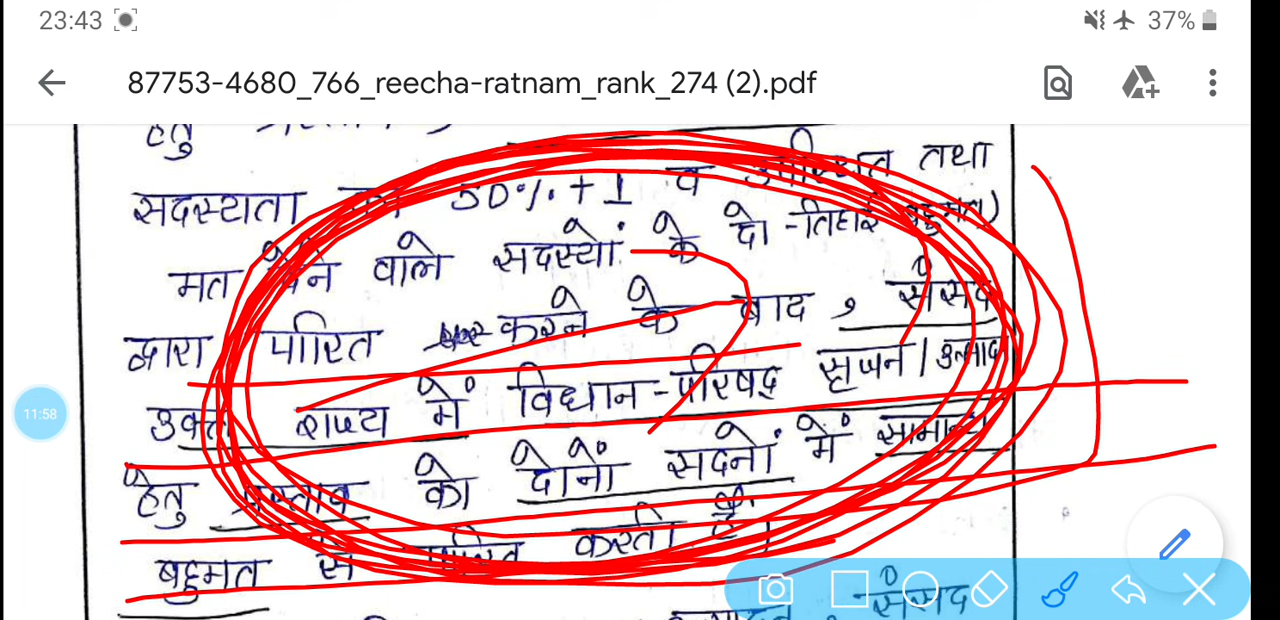 23:43 37%
87753-4680_766_reecha-ratnam_rank_274 (2).pdf
हेतु
सदस्यता 50%+1 व उपस्थित तथा
मत देने वाले सदस्यों के दो-तिहाई बहुमत)
द्वारा पारित करने के बाद, संसद
11:58
उक्त राज्य में विधान-परिषद् सृजन/उत्साद
हेतु प्रस्ताव को दोनों सदनों में सामान्य
बहुमत से पारित करती है।
संसद